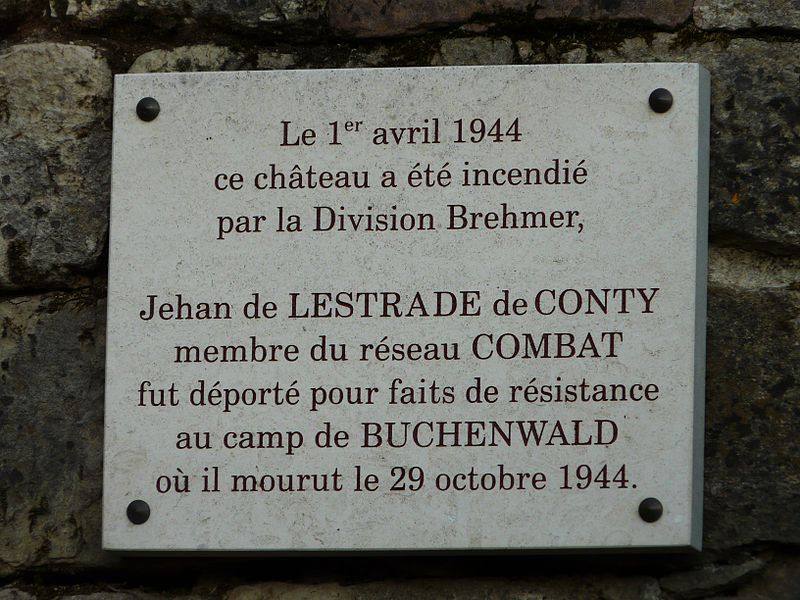 Le 1er avril 1944
ce château a été incendié
par la Division Brehmer,
Jehan de LESTRADE de CONTY
membre du réseau COMBAT
fut déporté pour faits de résistance
au camp de BUCHENWALD
où il mourut le 29 octobre 1944.